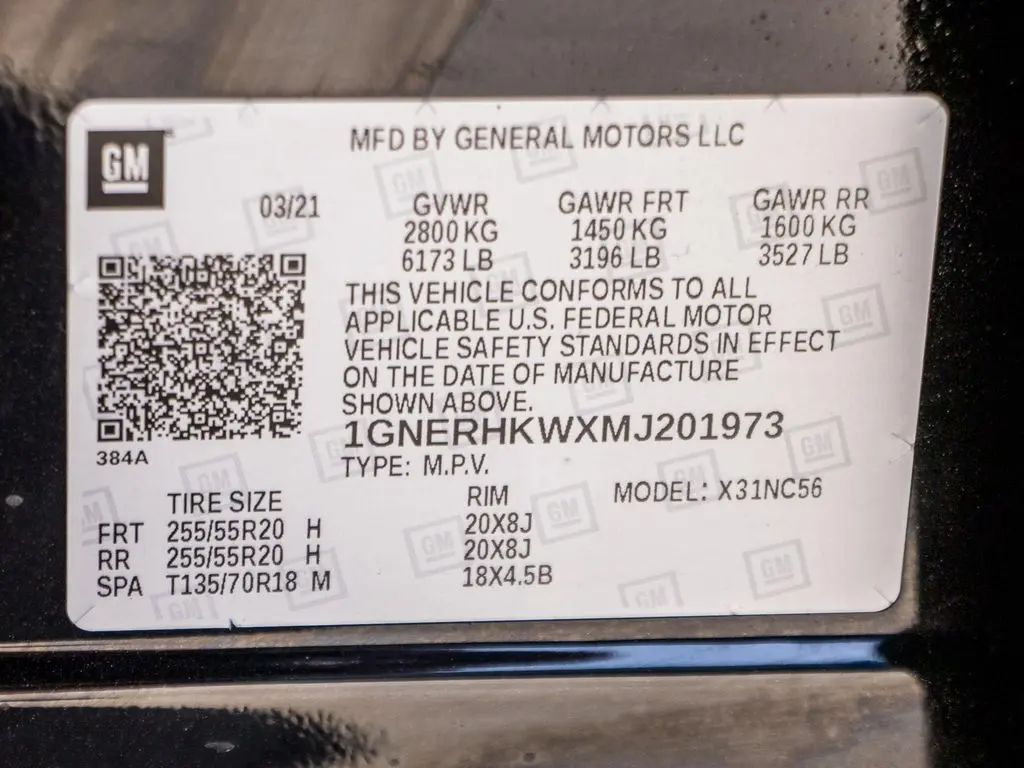 GM
MFD BY GENERAL MOTORS LLC
03/21
GVWR GAWR FRT GAWR RR
2800 KG 1450 KG 1600 KG
6173 LB 3196 LB 3527 LB
THIS VEHICLE CONFORMS TO ALL
APPLICABLE U.S. FEDERAL MOTOR
VEHICLE SAFETY STANDARDS IN EFFECT
ON THE DATE OF MANUFACTURE
SHOWN ABOVE.
1GNERHKWXMJ201973
384A
TYPE: M.P.V.
TIRE SIZE RIM MODEL: X31NC56
FRT 255/55R20 H 20X8J
RR 255/55R20 H 20X8J
SPA T135/70R18 M 18X4.5B